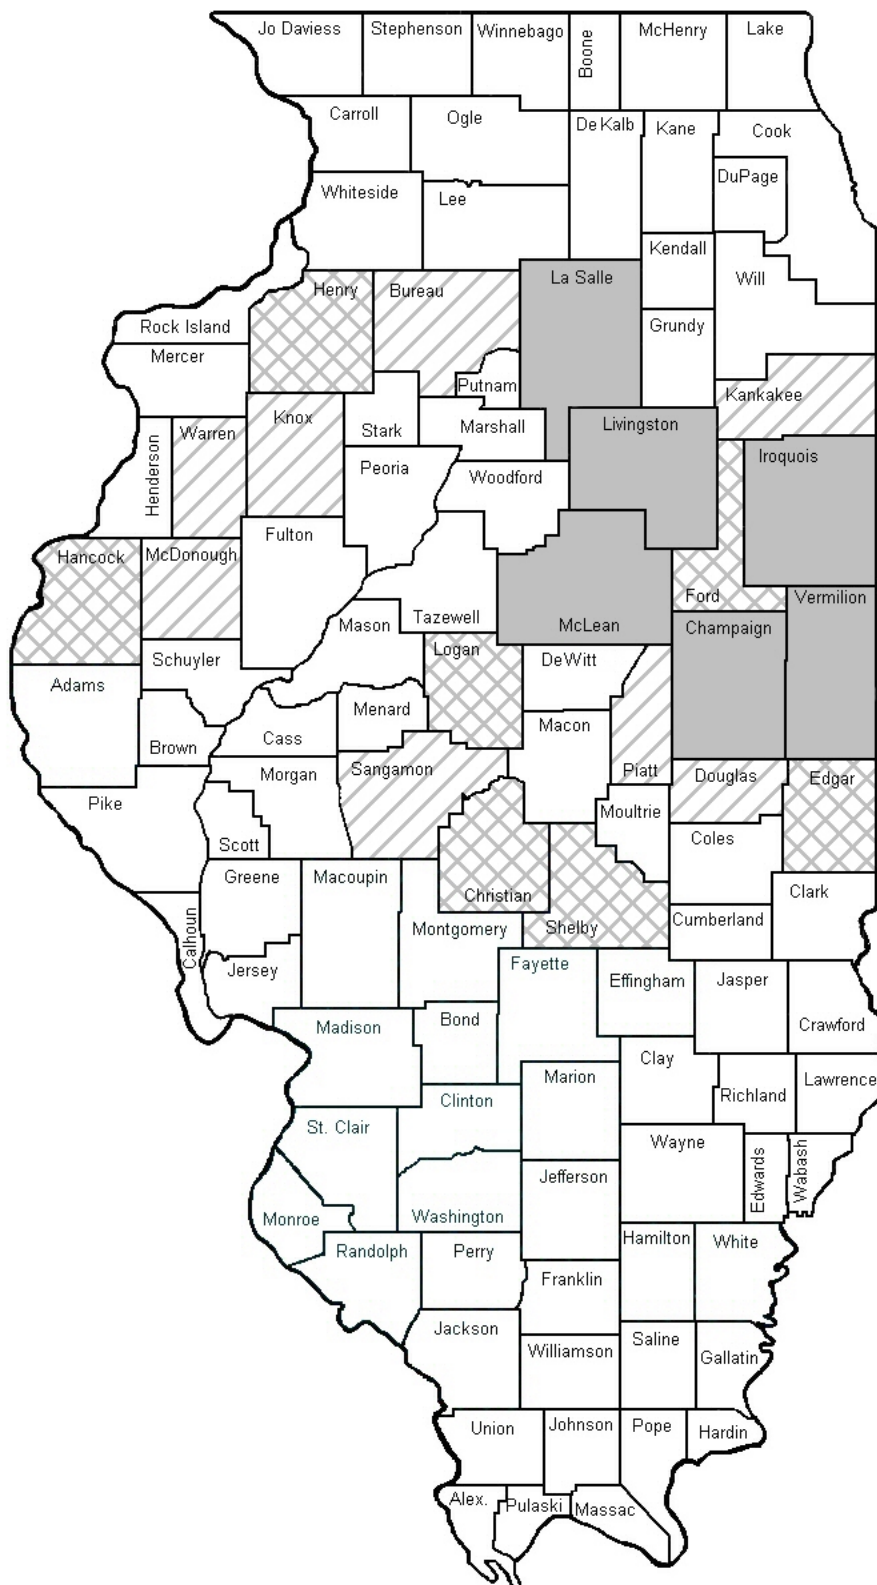 Jo Daviess
Stephenson
Winnebago
Boone
McHenry
Lake
Carroll
Ogle
De Kalb
Kane
Cook
DuPage
Whiteside
Lee
Kendall
Will
La Salle
Henry
Bureau
Rock Island
Grundy
Mercer
Putnam
Kankakee
Warren
Knox
Stark
Marshall
Livingston
Henderson
Peoria
Woodford
Iroquois
Fulton
Hancock
McDonough
Ford
Vermilion
Mason
Tazewell
McLean
Champaign
Schuyler
Logan
DeWitt
Adams
Menard
Macon
Brown
Cass
Morgan
Sangamon
Piatt
Douglas
Edgar
Pike
Scott
Moultrie
Coles
Greene
Macoupin
Christian
Clark
Calhoun
Montgomery
Shelby
Cumberland
Jersey
Fayette
Effingham
Jasper
Madison
Bond
Crawford
Clay
Marion
Richland
Lawrence
Clinton
St. Clair
Wayne
Edwards
Wabash
Jefferson
Monroe
Washington
Randolph
Perry
Hamilton
White
Franklin
Jackson
Williamson
Saline
Gallatin
Union
Johnson
Pope
Hardin
Alex.
Pulaski
Massac